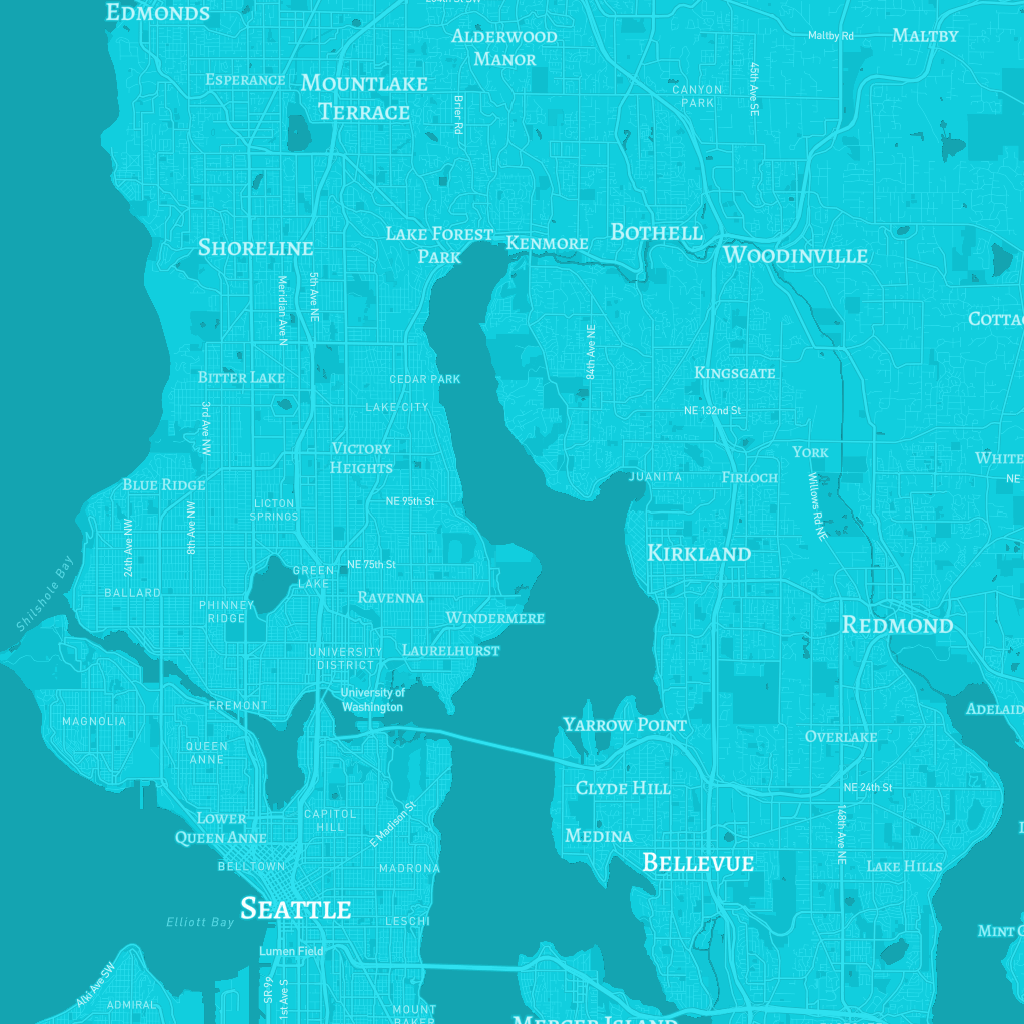 EDMONDS
ALDERWOOD
MANOR
Maltby Rd
MALTBY
ESPERANCE
MOUNTLAKE
TERRACE
Brier Rd
CANYON
PARK
45th Ave SE
SHORELINE
LAKE FOREST
PARK
KENMORE
BOTHELL
WOODINVILLE
Meridian Ave N
5th Ave NE
84th Ave NE
BITTER LAKE
CEDAR PARK
KINGSGATE
LAKE CITY
NE 132nd St
3rd Ave NW
VICTORY
HEIGHTS
YORK
BLUE RIDGE
JUANITA
FIRLOCH
Willows Rd NE
NE
LICTON
SPRINGS
NE 95th St
24th Ave NW
8th Ave NW
KIRKLAND
Shilshole Bay
GREEN
LAKE
NE 75th St
BALLARD
PHINNEY
RIDGE
RAVENNA
WINDERMERE
REDMOND
UNIVERSITY
DISTRICT
LAURELHURST
University of
Washington
FREMONT
MAGNOLIA
YARROW POINT
OVERLAKE
QUEEN
ANNE
CLYDE HILL
NE 24th St
LOWER
QUEEN ANNE
CAPITOL
HILL
E Madison St
MEDINA
148th Ave NE
BELLTOWN
MADRONA
BELLEVUE
LAKE HILLS
SEATTLE
Elliott Bay
LESCHI
Lumen Field
Alki Ave SW
SR 99
1st Ave S
ADMIRAL
MOUNT
BAKER
MERCER ISLAND